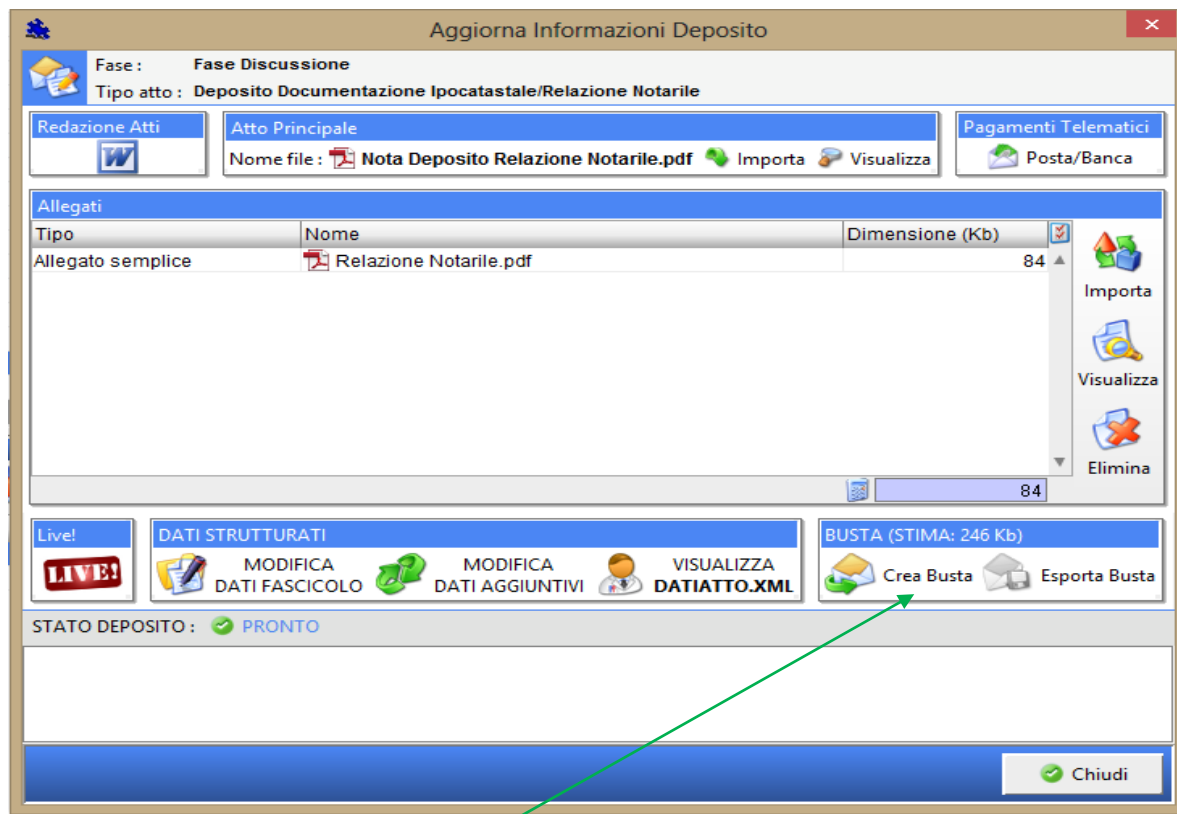 Aggiorna Informazioni Deposito
Fase : Fase Discussione
Tipo atto : Deposito Documentazione Ipocatastale/Relazione Notarile
Redazione Atti
W
Atto Principale
Nome file : Nota Deposito Relazione Notarile.pdf Importa Visualizza
Pagamenti Telematici
Posta/Banca
Allegati
Tipo Nome Dimensione (Kb)
Allegato semplice Relazione Notarile.pdf 84
Importa
Visualizza
Elimina
84
Live!
LIVE!
DATI STRUTTURATI
MODIFICA
DATI FASCICOLO
MODIFICA
DATI AGGIUNTIVI
VISUALIZZA
DATIATTO.XML
BUSTA (STIMA: 246 Kb)
Crea Busta Esporta Busta
STATO DEPOSITO : PRONTO
Chiudi